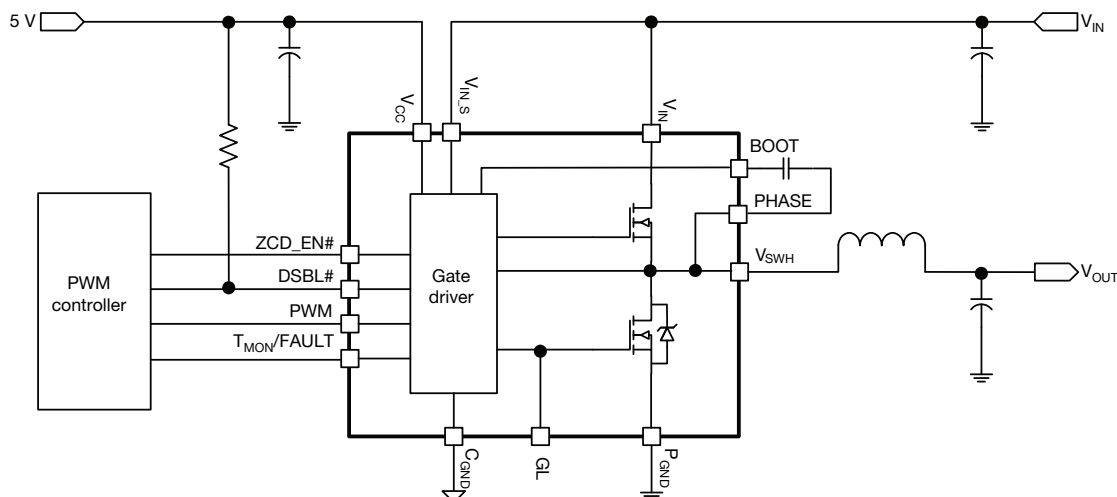 5 V
V_IN
V_CC
V_IN_S
V_IN
BOOT
PHASE
ZCD_EN#
V_SWH
PWM
controller
DSBL#
Gate
driver
V_OUT
PWM
T_MON/FAULT
C_GND
GL
P_GND